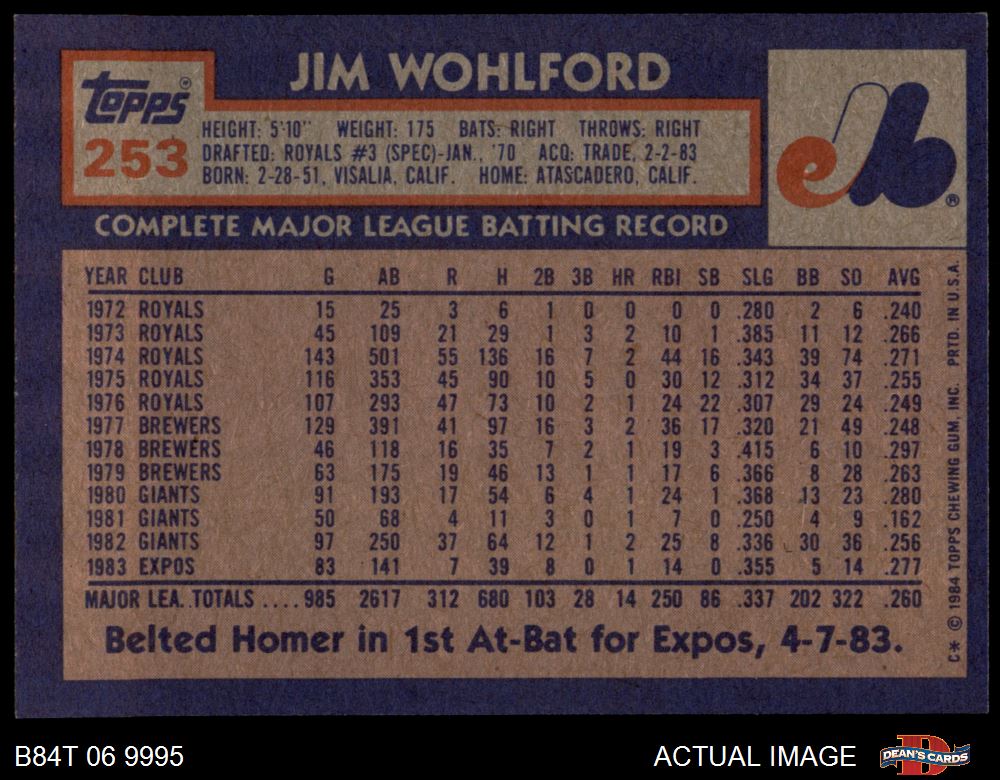 JIM WOHLFORD
Topps®
253
HEIGHT: 5'10" WEIGHT: 175 BATS: RIGHT THROWS: RIGHT
DRAFTED: ROYALS #3 (SPEC)-JAN., '70 ACQ: TRADE, 2-2-83
BORN: 2-28-51, VISALIA, CALIF. HOME: ATASCADERO, CALIF.
eb®
COMPLETE MAJOR LEAGUE BATTING RECORD
YEAR CLUB G AB R H 2B 3B HR RBI SB SLG BB SO AVG
1972 ROYALS 15 25 3 6 1 0 0 0 0 .280 2 6 .240
1973 ROYALS 45 109 21 29 1 3 2 10 1 .385 11 12 .266
1974 ROYALS 143 501 55 136 16 7 2 44 16 .343 39 74 .271
1975 ROYALS 116 353 45 90 10 5 0 30 12 .312 34 37 .255
1976 ROYALS 107 293 47 73 10 2 1 24 22 .307 29 24 .249
1977 BREWERS 129 391 41 97 16 3 2 36 17 .320 21 49 .248
1978 BREWERS 46 118 16 35 7 2 1 19 3 .415 6 10 .297
1979 BREWERS 63 175 19 46 13 1 1 17 6 .366 8 28 .263
1980 GIANTS 91 193 17 54 6 4 1 24 1 .368 13 23 .280
1981 GIANTS 50 68 4 11 3 0 1 7 0 .250 4 9 .162
1982 GIANTS 97 250 37 64 12 1 2 25 8 .336 30 36 .256
1983 EXPOS 83 141 7 39 8 0 1 14 0 .355 5 14 .277
MAJOR LEA. TOTALS .... 985 2617 312 680 103 28 14 250 86 .337 202 322 .260
Belted Homer in 1st At-Bat for Expos, 4-7-83.
C* © 1984 TOPPS CHEWING GUM, INC. PRTD. IN U.S.A.
B84T 06 9995
ACTUAL IMAGE
D
DEAN'S CARDS